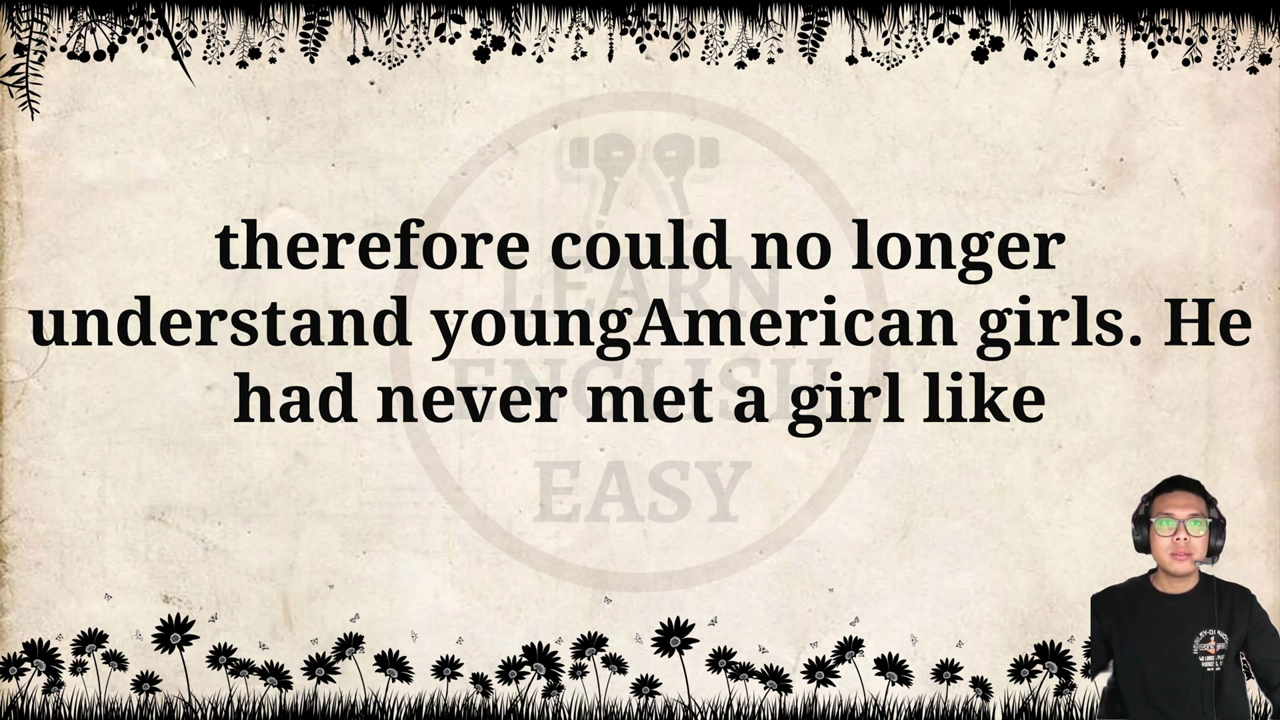 therefore could no longer
understand youngAmerican girls. He
had never met a girl like
LEARN
ENGLISH
EASY